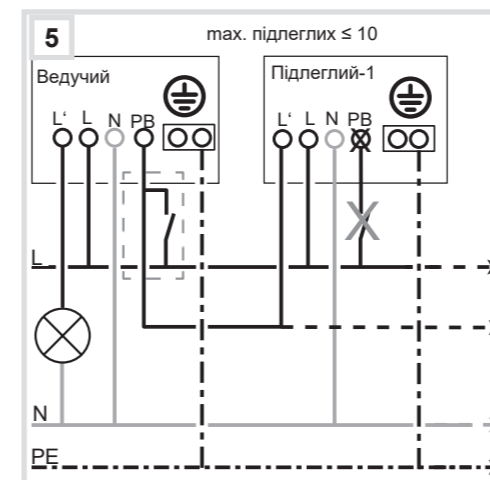 5
max. підлеглих ≤ 10
Ведучий
Підлеглий-1
L‘ L N PB
L‘ L N PB
X
L
N
PE